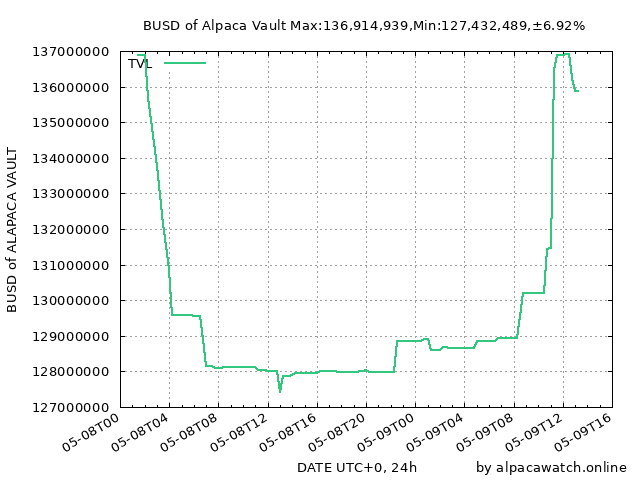 BUSD of Alpaca Vault Max:136,914,939,Min:127,432,489,±6.92%
137000000
TVL
136000000
135000000
134000000
133000000
132000000
131000000
130000000
129000000
128000000
127000000
BUSD of ALAPACA VAULT
05-08T00
05-08T04
05-08T08
05-08T12
05-08T16
05-08T20
05-09T00
05-09T04
05-09T08
05-09T12
05-09T16
DATE UTC+0, 24h
by alpacawatch.online